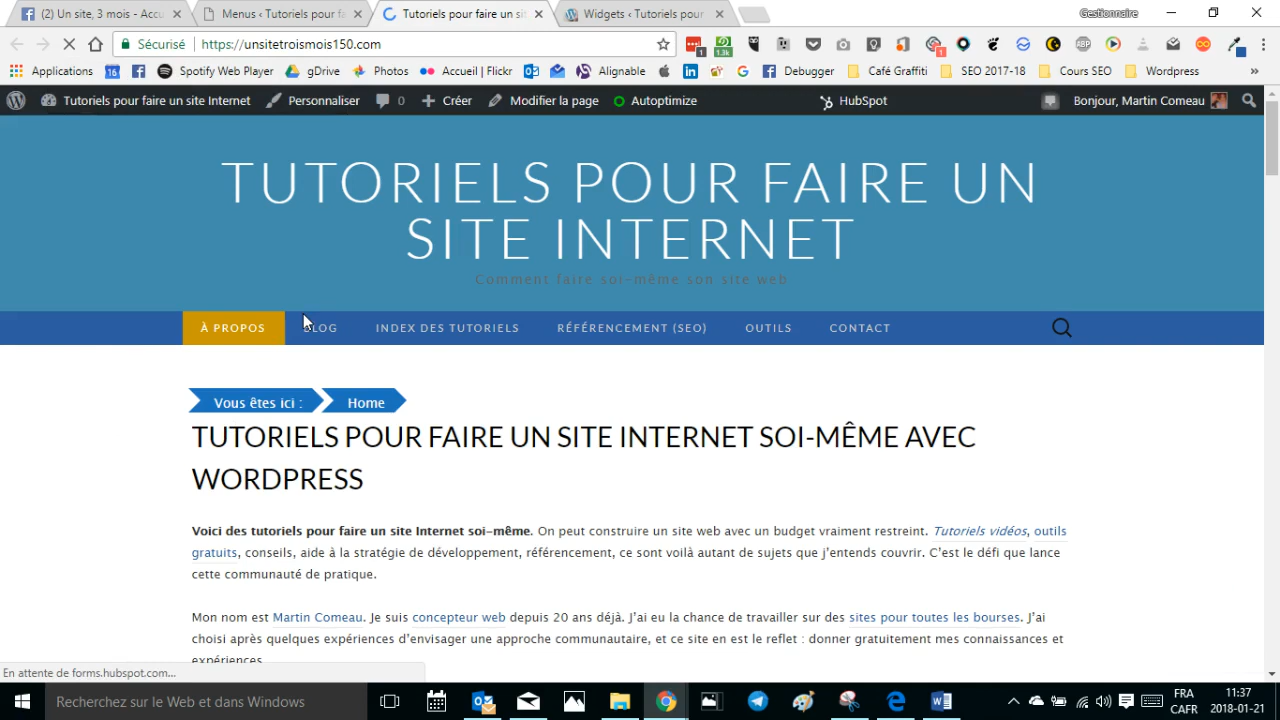 (2) Un site, 3 mois - Accu
Menus ‹ Tutoriels pour fa
Tutoriels pour faire un sit
Widgets ‹ Tutoriels pour
Gestionnaire
Sécurisé
https://unsitetroismois150.com
1
1.3k
1
Applications
16
Spotify Web Player
gDrive
Photos
Accueil | Flickr
Alignable
Debugger
Café Graffiti
SEO 2017-18
Cours SEO
Wordpress
»
Tutoriels pour faire un site Internet
Personnaliser
0
Créer
Modifier la page
Autoptimize
HubSpot
Bonjour, Martin Comeau
TUTORIELS POUR FAIRE UN
SITE INTERNET
Comment faire soi-même son site web
À PROPOS
BLOG
INDEX DES TUTORIELS
RÉFÉRENCEMENT (SEO)
OUTILS
CONTACT
Vous êtes ici :
Home
TUTORIELS POUR FAIRE UN SITE INTERNET SOI-MÊME AVEC
WORDPRESS
Voici des tutoriels pour faire un site Internet soi-même. On peut construire un site web avec un budget vraiment restreint. Tutoriels vidéos, outils
gratuits, conseils, aide à la stratégie de développement, référencement, ce sont voilà autant de sujets que j'entends couvrir. C'est le défi que lance
cette communauté de pratique.
Mon nom est Martin Comeau. Je suis concepteur web depuis 20 ans déjà. J'ai eu la chance de travailler sur des sites pour toutes les bourses. J'ai
choisi après quelques expériences d'envisager une approche communautaire, et ce site en est le reflet : donner gratuitement mes connaissances et
expériences.
En attente de forms.hubspot.com...
Recherchez sur le Web et dans Windows
FRA
CAFR
11:37
2018-01-21